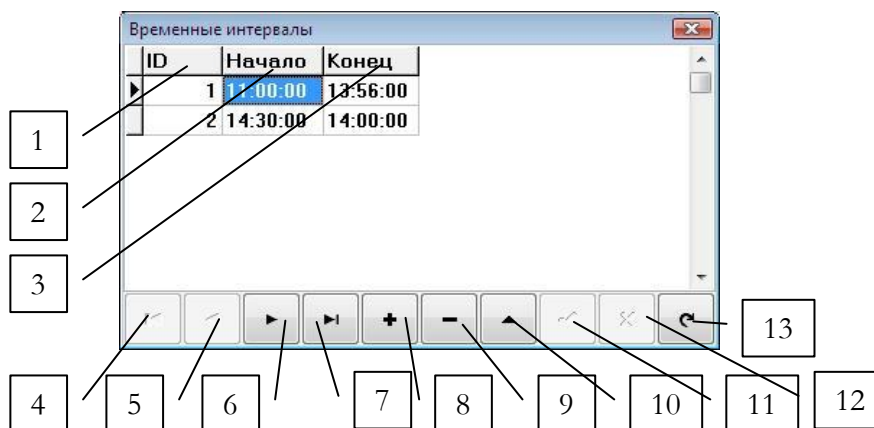 Временные интервалы
ID Начало Конец
1 11:00:00 13:56:00
2 14:30:00 14:00:00
1
2
3
13
4 5 6 7 8 9 10 11 12